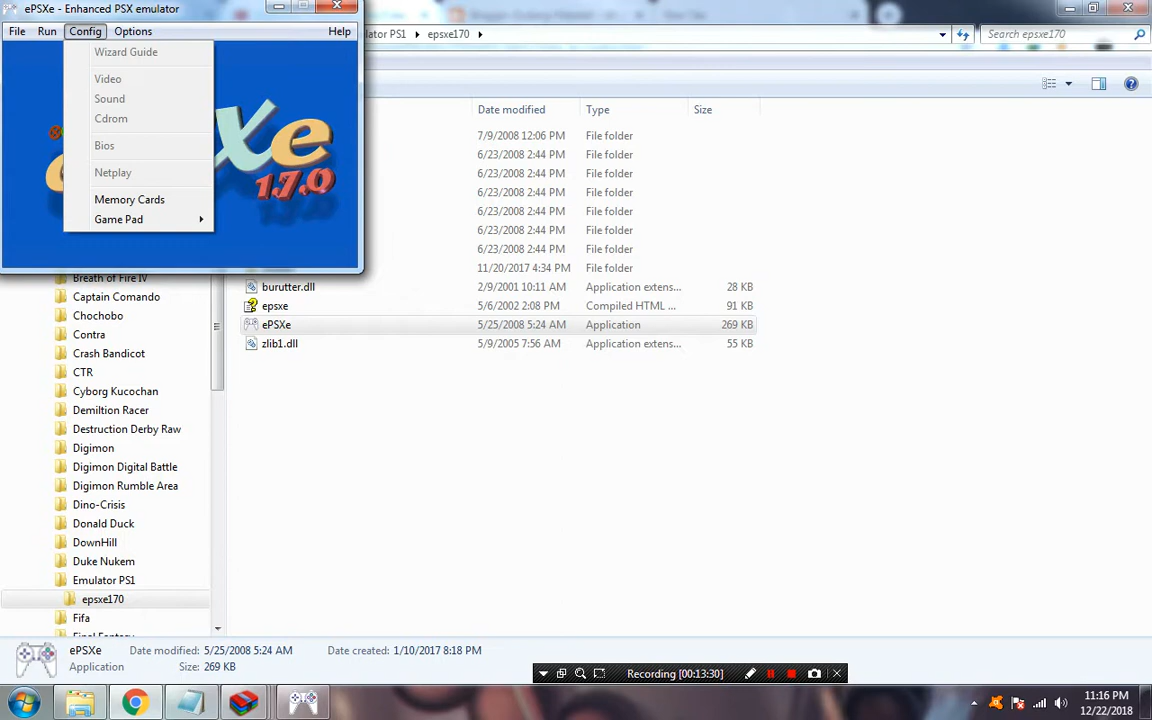 ePSXe - Enhanced PSX emulator
File Run Config Options Help
Wizard Guide
Video
Sound
Cdrom
Bios
Netplay
Memory Cards
Game Pad
Xe
1.7.0
lator PS1 epsxe170
Search epsxe170
Date modified Type Size
7/9/2008 12:06 PM File folder
6/23/2008 2:44 PM File folder
6/23/2008 2:44 PM File folder
6/23/2008 2:44 PM File folder
6/23/2008 2:44 PM File folder
6/23/2008 2:44 PM File folder
6/23/2008 2:44 PM File folder
11/20/2017 4:34 PM File folder
burutter.dll 2/9/2001 10:11 AM Application extens... 28 KB
epsxe 5/6/2002 2:08 PM Compiled HTML ... 91 KB
ePSXe 5/25/2008 5:24 AM Application 269 KB
zlib1.dll 5/9/2005 7:56 AM Application extens... 55 KB
Breath of Fire IV
Captain Comando
Chochobo
Contra
Crash Bandicoot
CTR
Cyborg Kucochan
Demiltion Racer
Destruction Derby Raw
Digimon
Digimon Digital Battle
Digimon Rumble Area
Dino-Crisis
Donald Duck
DownHill
Duke Nukem
Emulator PS1
epsxe170
Fifa
Final Fantasy
ePSXe Date modified: 5/25/2008 5:24 AM Date created: 1/10/2017 8:18 PM
Application Size: 269 KB
Recording [00:13:30]
11:16 PM
12/22/2018